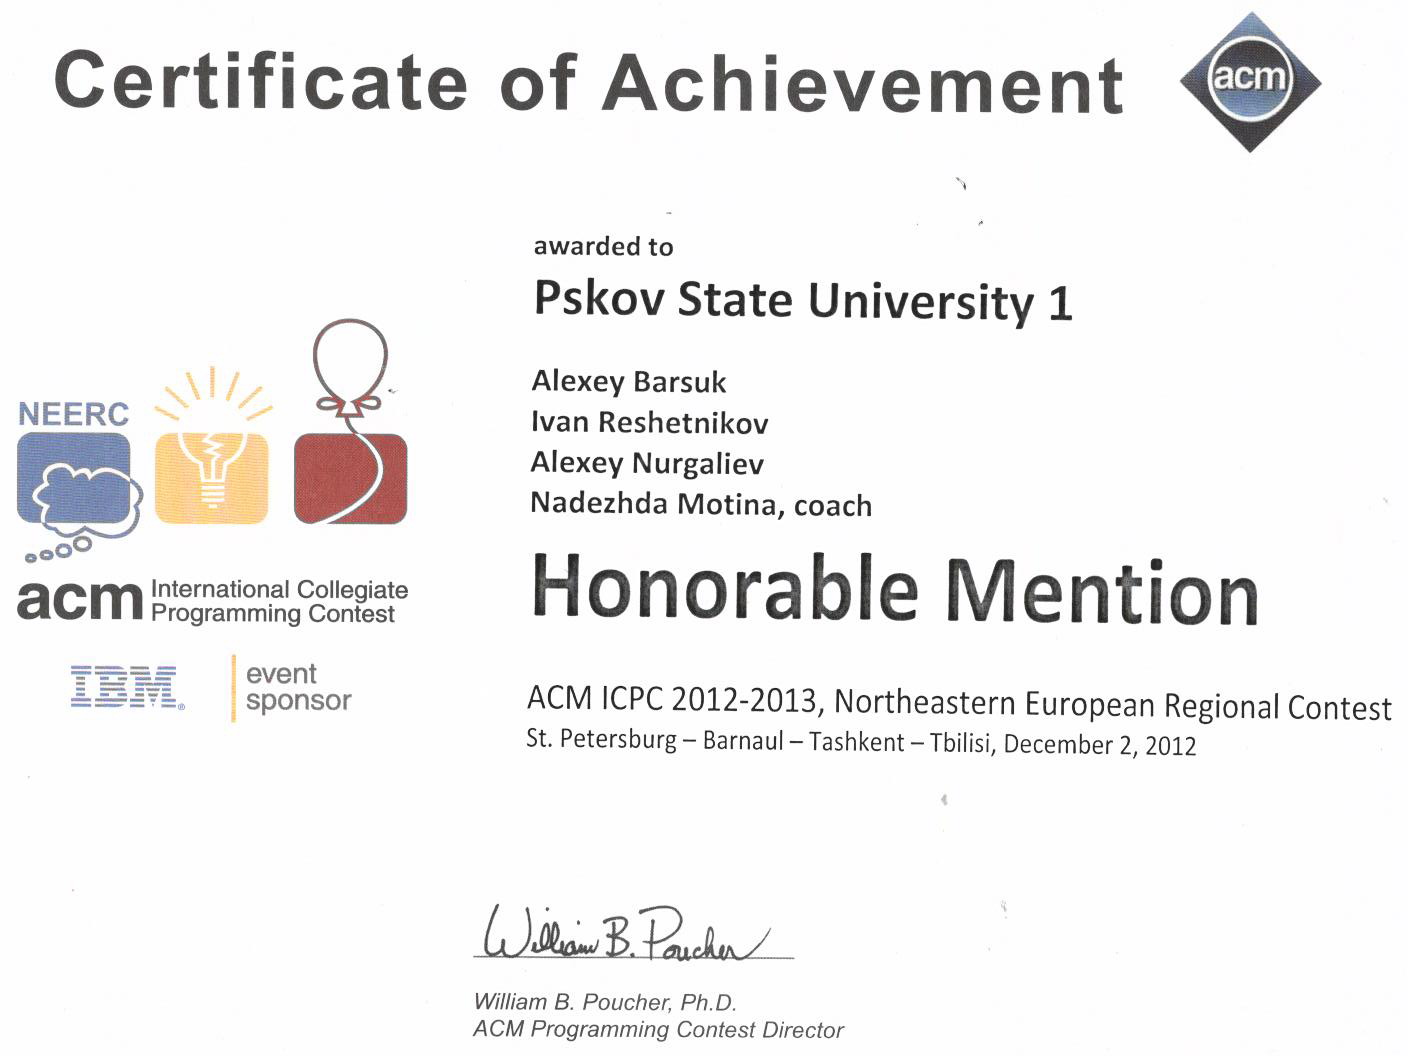 Certificate of Achievement
acm
awarded to
Pskov State University 1
Alexey Barsuk
Ivan Reshetnikov
Alexey Nurgaliev
Nadezhda Motina, coach
Honorable Mention
ACM ICPC 2012-2013, Northeastern European Regional Contest
St. Petersburg – Barnaul – Tashkent – Tbilisi, December 2, 2012
NEERC
acm International Collegiate
Programming Contest
IBM®
event
sponsor
William B. Poucher
William B. Poucher, Ph.D.
ACM Programming Contest Director